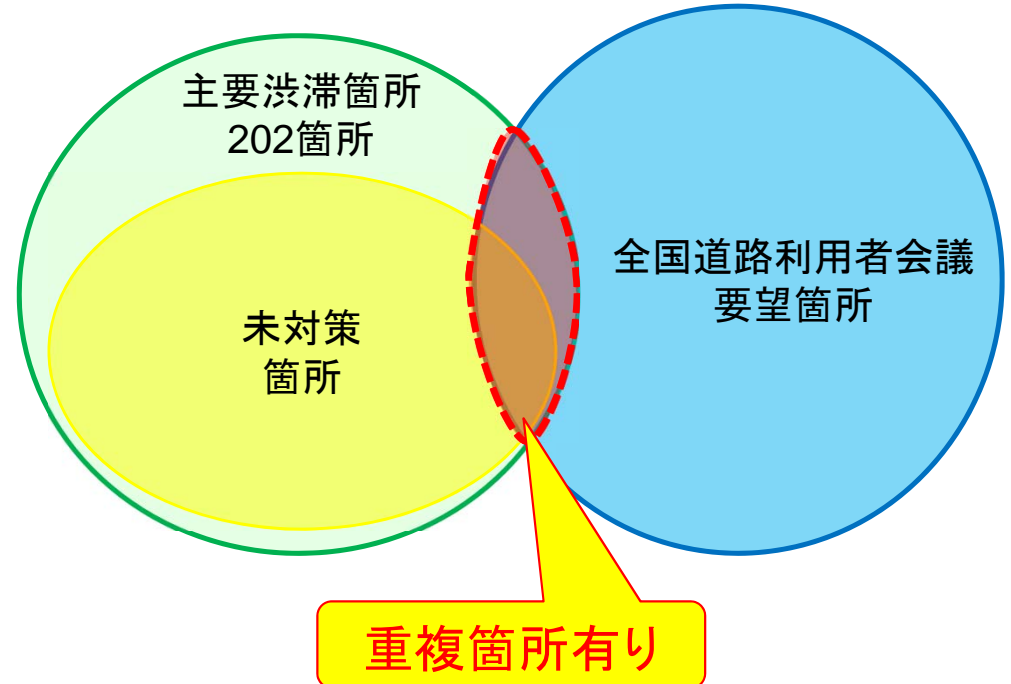 主要渋滞箇所
202箇所
全国道路利用者会議
要望箇所
未対策
箇所
重複箇所有り